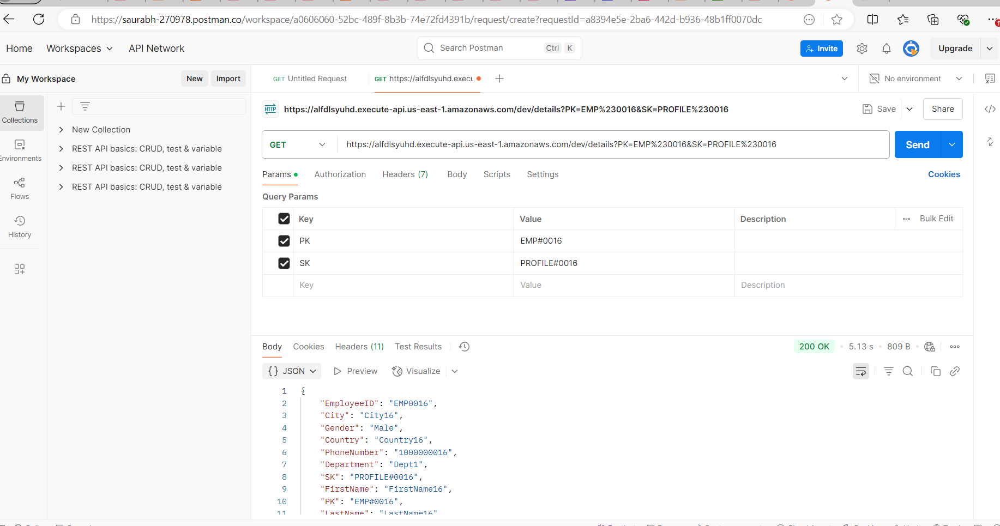 https://saurabh-270978.postman.co/workspace/a0606060-52bc-489f-8b3b-74e72fd4391b/request/create?requestId=a8394e5e-2ba6-442d-b936-48b1ff0070dc
Home Workspaces API Network Search Postman Ctrl K Invite Upgrade
My Workspace New Import GET Untitled Request GET https://alfdlsyuhd.execu No environment
Collections
HTTP https://alfdlsyuhd.execute-api.us-east-1.amazonaws.com/dev/details?PK=EMP%230016&SK=PROFILE%230016 Save Share
New Collection
REST API basics: CRUD, test & variable
REST API basics: CRUD, test & variable
REST API basics: CRUD, test & variable
Environments
Flows
History
GET https://alfdlsyuhd.execute-api.us-east-1.amazonaws.com/dev/details?PK=EMP%230016&SK=PROFILE%230016 Send
Params Authorization Headers (7) Body Scripts Settings Cookies
Query Params
Key Value Description Bulk Edit
PK EMP#0016
SK PROFILE#0016
Key Value Description
Body Cookies Headers (11) Test Results 200 OK • 5.13 s • 809 B
{} JSON Preview Visualize
1 {
2 "EmployeeID": "EMP0016",
3 "City": "City16",
4 "Gender": "Male",
5 "Country": "Country16",
6 "PhoneNumber": "1000000016",
7 "Department": "Dept1",
8 "SK": "PROFILE#0016",
9 "FirstName": "FirstName16",
10 "PK": "EMP#0016",
11 "LastName": "LastName16"